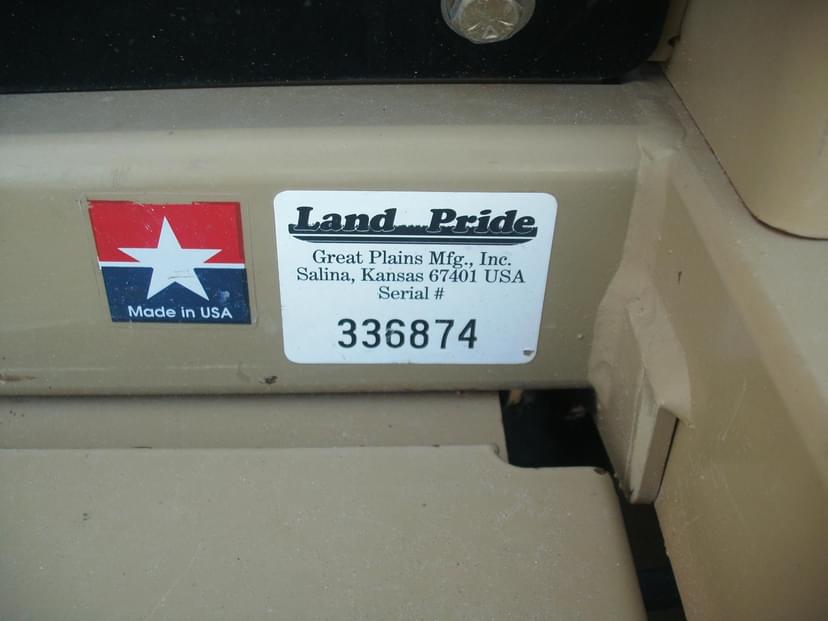 Land Pride
Great Plains Mfg., Inc.
Salina, Kansas 67401 USA
Serial #
336874
Made in USA